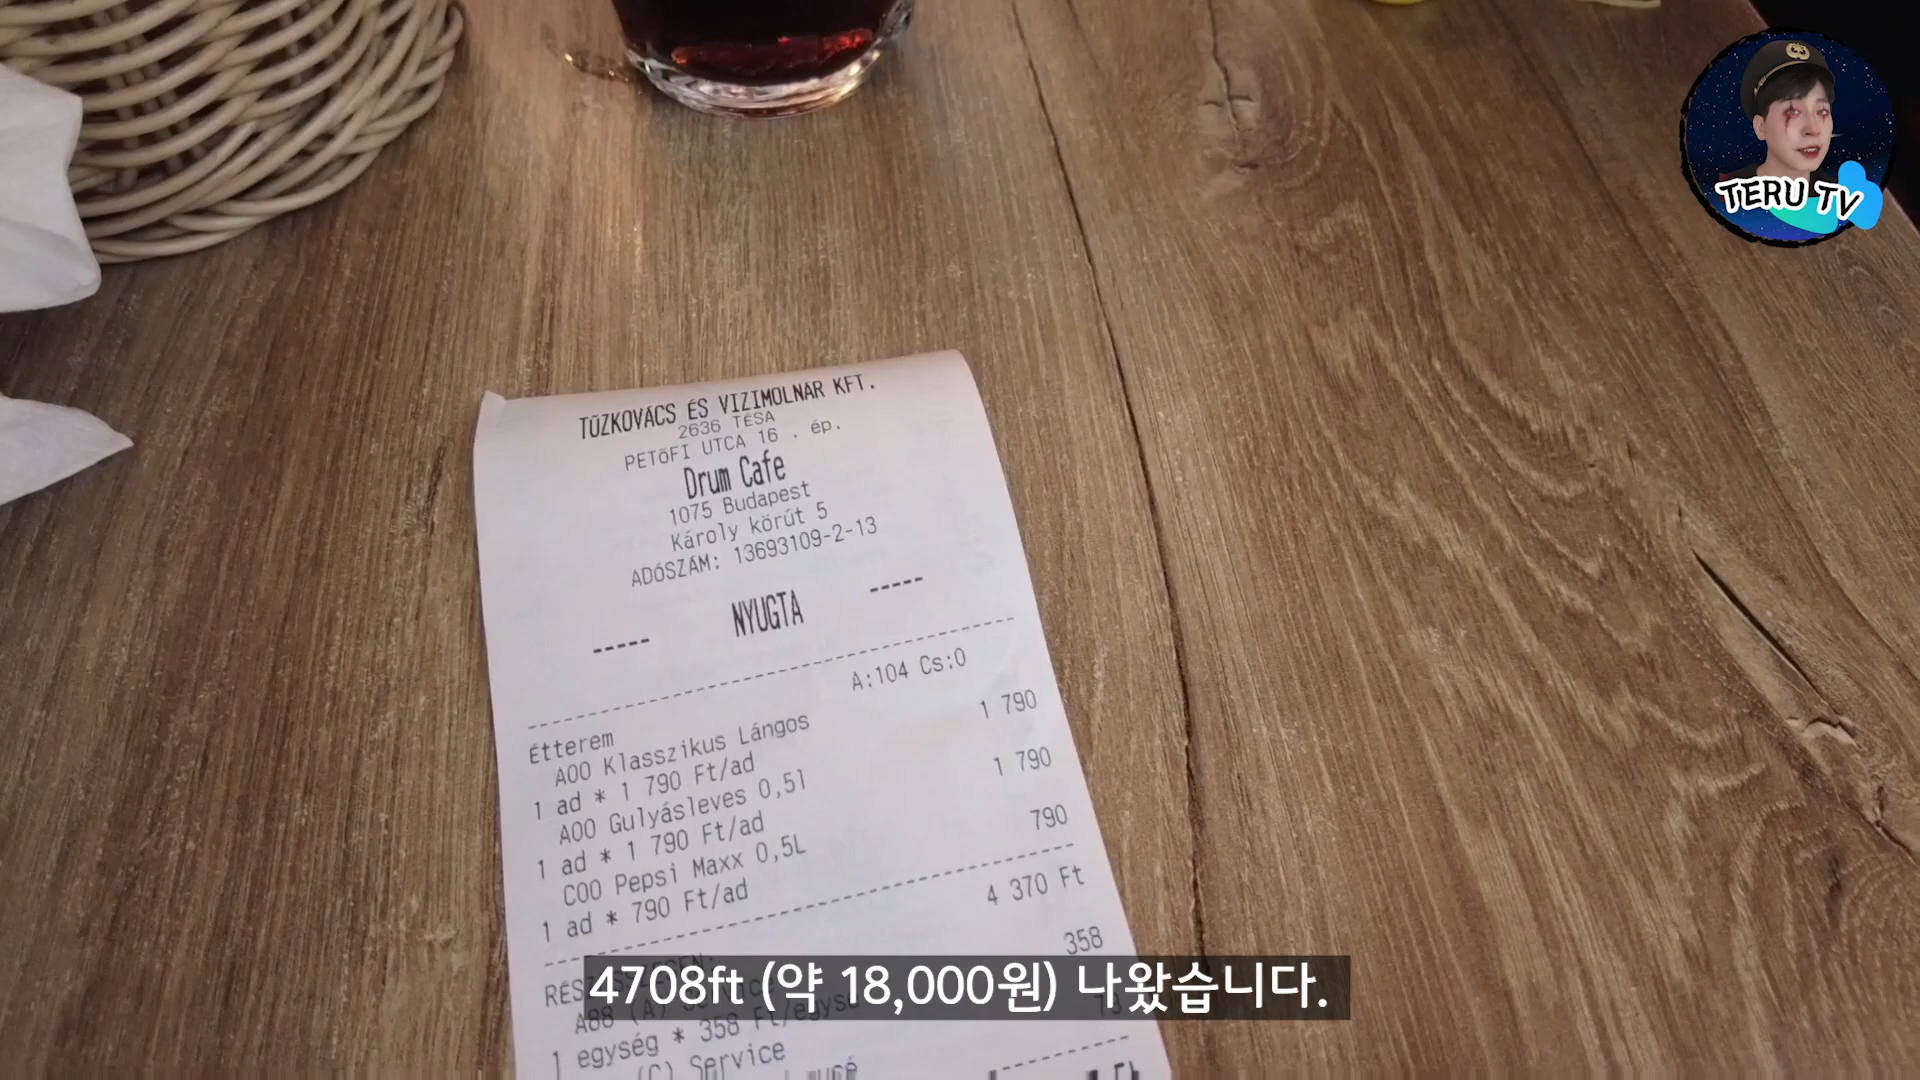 TERU TV
TŰZKOVÁCS ÉS VIZIMOLNÁR KFT.
2636 TÉSA
PETŐFI UTCA 16 . ép.
Drum Cafe
1075 Budapest
Károly körút 5
ADÓSZÁM: 13693109-2-13
----- NYUGTA -----
A:104 Cs:0
Étterem
A00 Klasszikus Lángos 1 790
1 ad * 1 790 Ft/ad
A00 Gulyásleves 0,5l 1 790
1 ad * 1 790 Ft/ad
C00 Pepsi Maxx 0,5L 790
1 ad * 790 Ft/ad
4 370 Ft
A88 (A) 358
1 egység * 358
(C) Service
4708ft (약 18,000원) 나왔습니다.